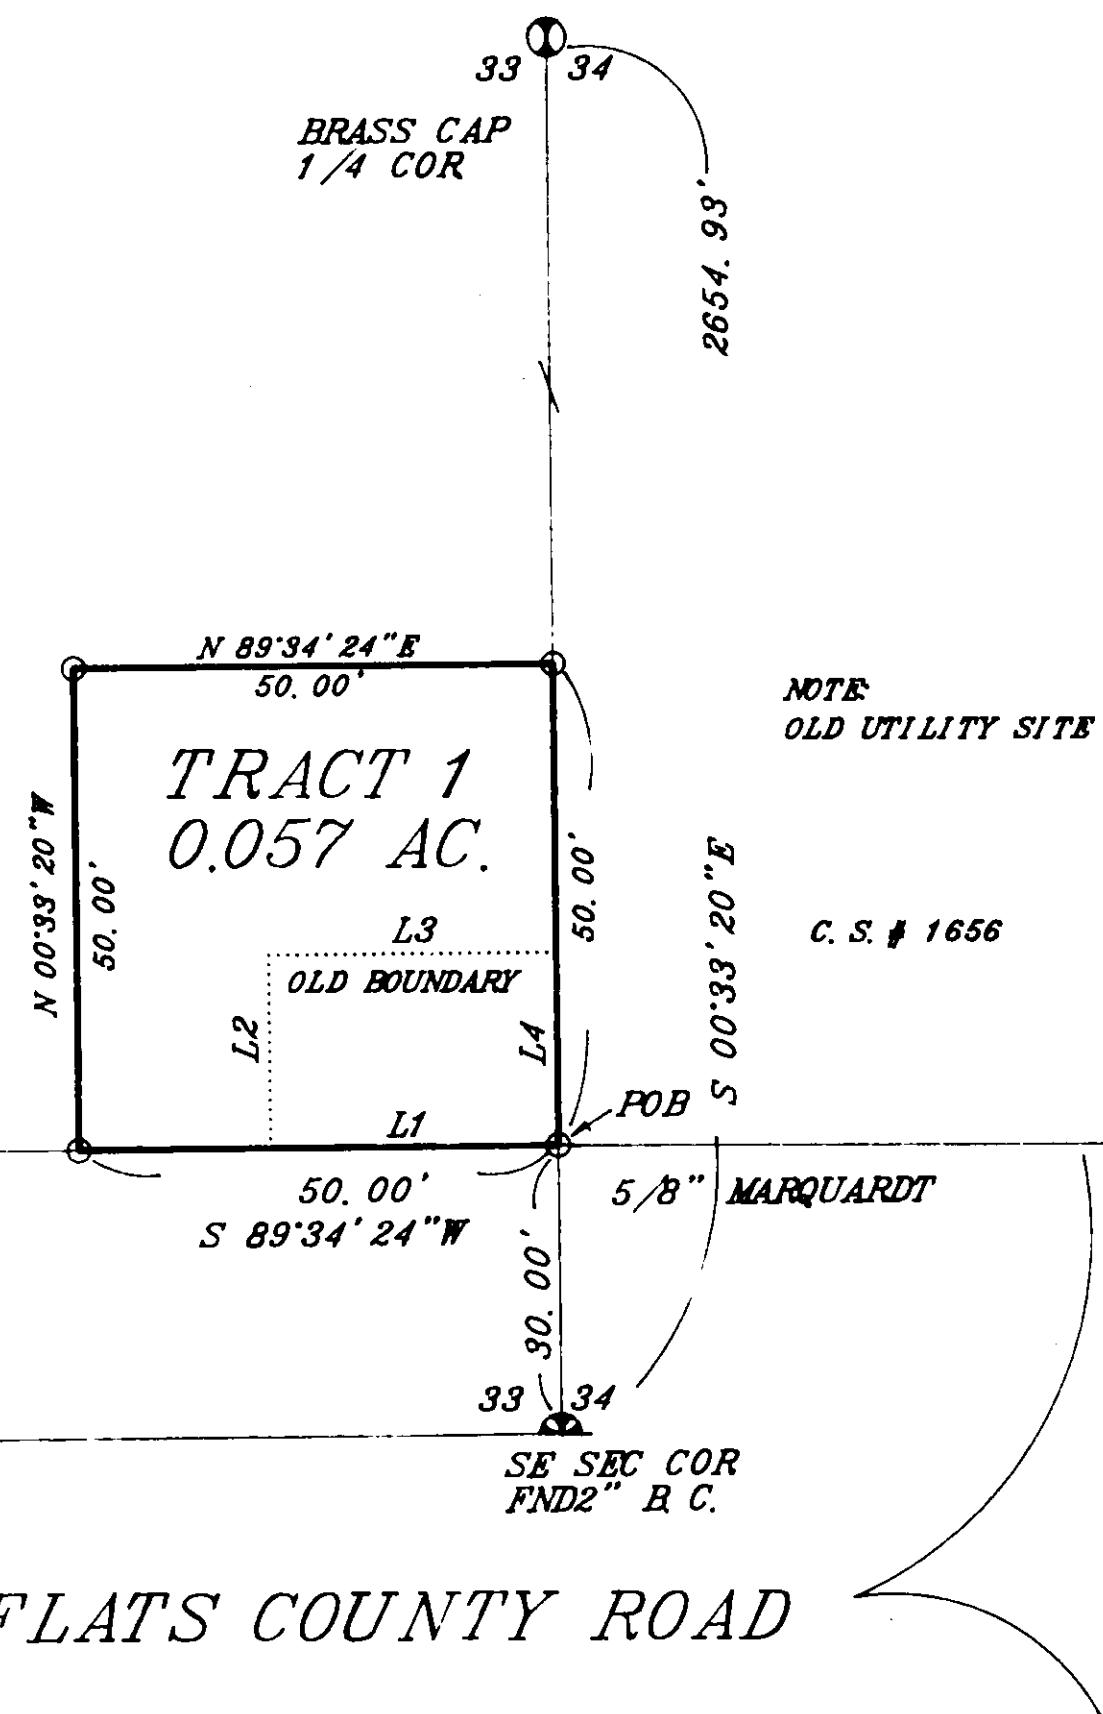 33 34
BRASS CAP
1/4 COR
2654.93'
N 89°34'24"E
50.00'
NOTE:
OLD UTILITY SITE
TRACT 1
0.057 AC.
N 00°33'20"W
50.00'
50.00'
S 00°33'20"E
C.S.# 1656
L3
OLD BOUNDARY
L2
L4
L1
POB
50.00'
S 89°34'24"W
5/8" MARQUARDT
30.00'
33 34
SE SEC COR
FND2" B.C.
FLATS COUNTY ROAD